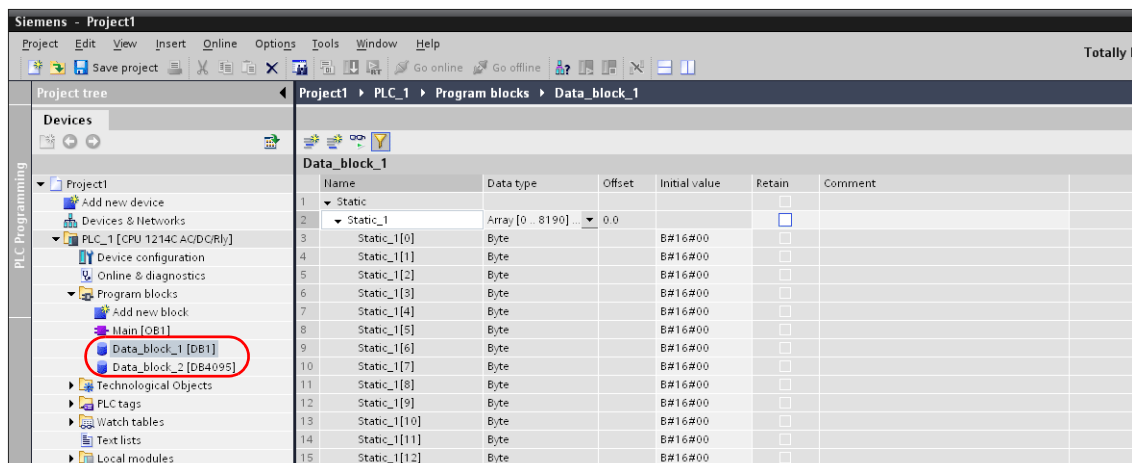 Siemens - Project1
Project Edit View Insert Online Options Tools Window Help
Save project Go online Go offline
Totally
Project tree
Project1 Program blocks PLC_1 Data_block_1
Devices
PLC Programming
Data_block_1
Name Data type Offset Initial value Retain Comment
1 Static
2 Static_1 Array [0 .. 8190] ... 0.0
3 Static_1[0] Byte B#16#00
4 Static_1[1] Byte B#16#00
5 Static_1[2] Byte B#16#00
6 Static_1[3] Byte B#16#00
7 Static_1[4] Byte B#16#00
8 Static_1[5] Byte B#16#00
9 Static_1[6] Byte B#16#00
10 Static_1[7] Byte B#16#00
11 Static_1[8] Byte B#16#00
12 Static_1[9] Byte B#16#00
13 Static_1[10] Byte B#16#00
14 Static_1[11] Byte B#16#00
15 Static_1[12] Byte B#16#00
Project1
Add new device
Devices & Networks
PLC_1 [CPU 1214C AC/DC/Rly]
Device configuration
Online & diagnostics
Program blocks
Add new block
Main [OB1]
Data_block_1 [DB1]
Data_block_2 [DB4095]
Technological Objects
PLC tags
Watch tables
Text lists
Local modules